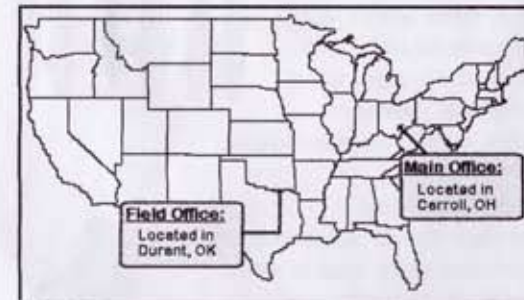 Main Office:
Located in
Carroll, OH
Field Office:
Located in
Durant, OK